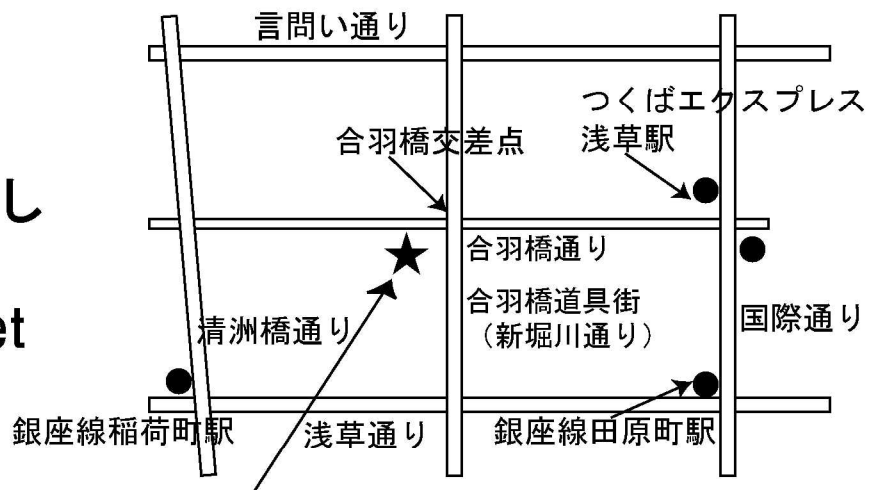 言問い通り
つくばエクスプレス
浅草駅
合羽橋交差点
し
合羽橋通り
合羽橋道具街
（新堀川通り）
国際通り
et
清洲橋通り
銀座線稲荷町駅
浅草通り
銀座線田原町駅